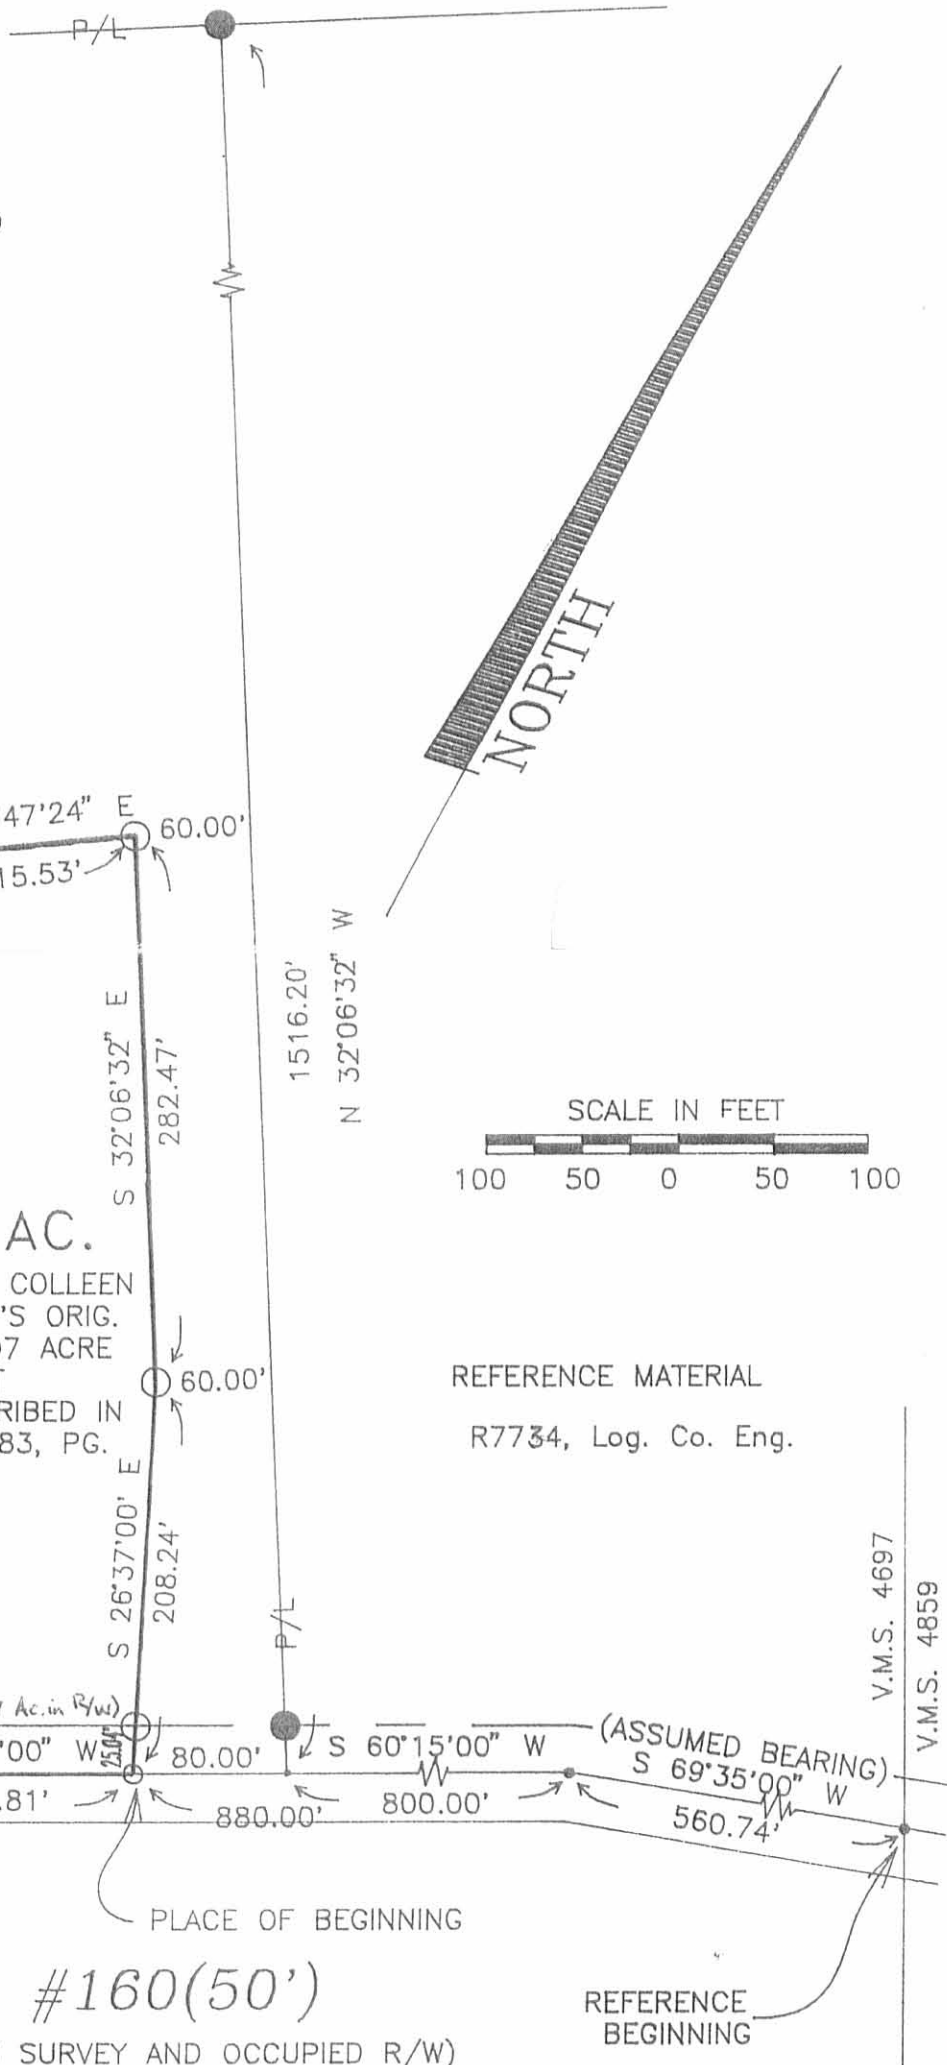 P/L
NORTH
47'24" E
60.00'
15.53'
1516.20'
N 32°06'32" W
S 32°06'32" E
282.47'
SCALE IN FEET
100 50 0 50 100
AC.
COLLEEN
'S ORIG.
7 ACRE
RIBED IN
83, PG.
60.00'
REFERENCE MATERIAL
R7734, Log. Co. Eng.
S 26°37'00' E
208.24'
P/L
V.M.S. 4697
V.M.S. 4859
Ac. in R/W)
'00" W
25.04'
80.00'
S 60°15'00" W
(ASSUMED BEARING)
S 69°35'00" W
.81'
880.00'
800.00'
560.74'
PLACE OF BEGINNING
#160(50')
REFERENCE
BEGINNING
SURVEY AND OCCUPIED R/W)